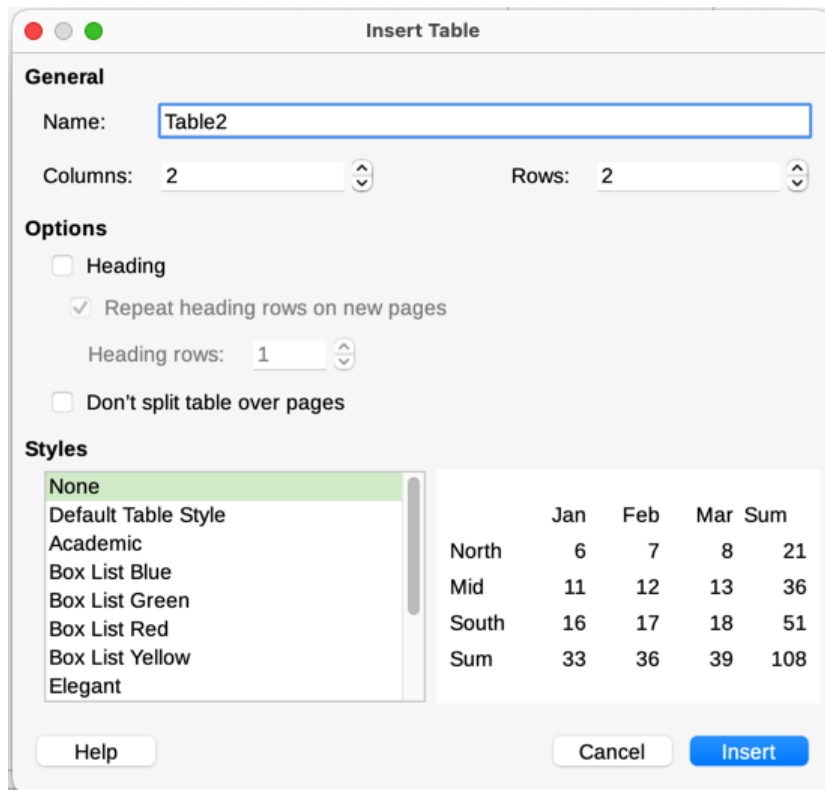 Insert Table
General
Name: Table2
Columns: 2 Rows: 2
Options
Heading
Repeat heading rows on new pages
Heading rows: 1
Don't split table over pages
Styles
None
Default Table Style
Academic
Box List Blue
Box List Green
Box List Red
Box List Yellow
Elegant
Jan Feb Mar Sum
North 6 7 8 21
Mid 11 12 13 36
South 16 17 18 51
Sum 33 36 39 108
Help Cancel Insert